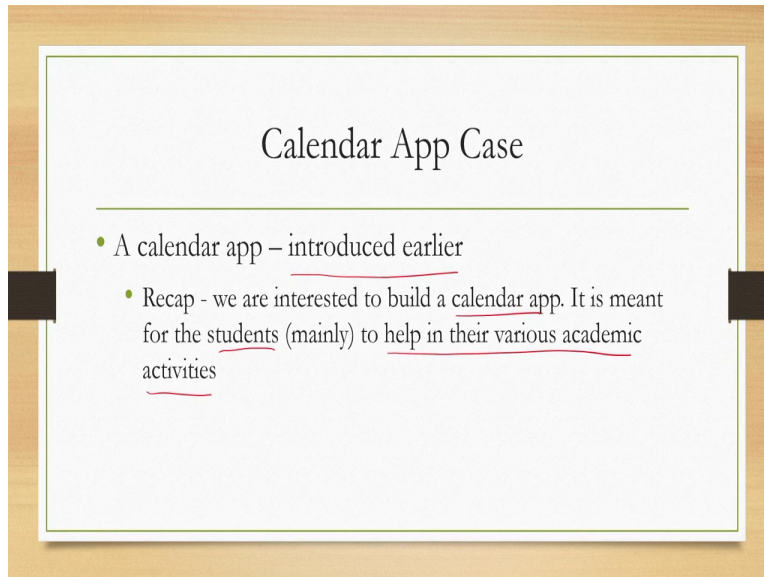 Calendar App Case
• A calendar app – introduced earlier
• Recap - we are interested to build a calendar app. It is meant
for the students (mainly) to help in their various academic
activities